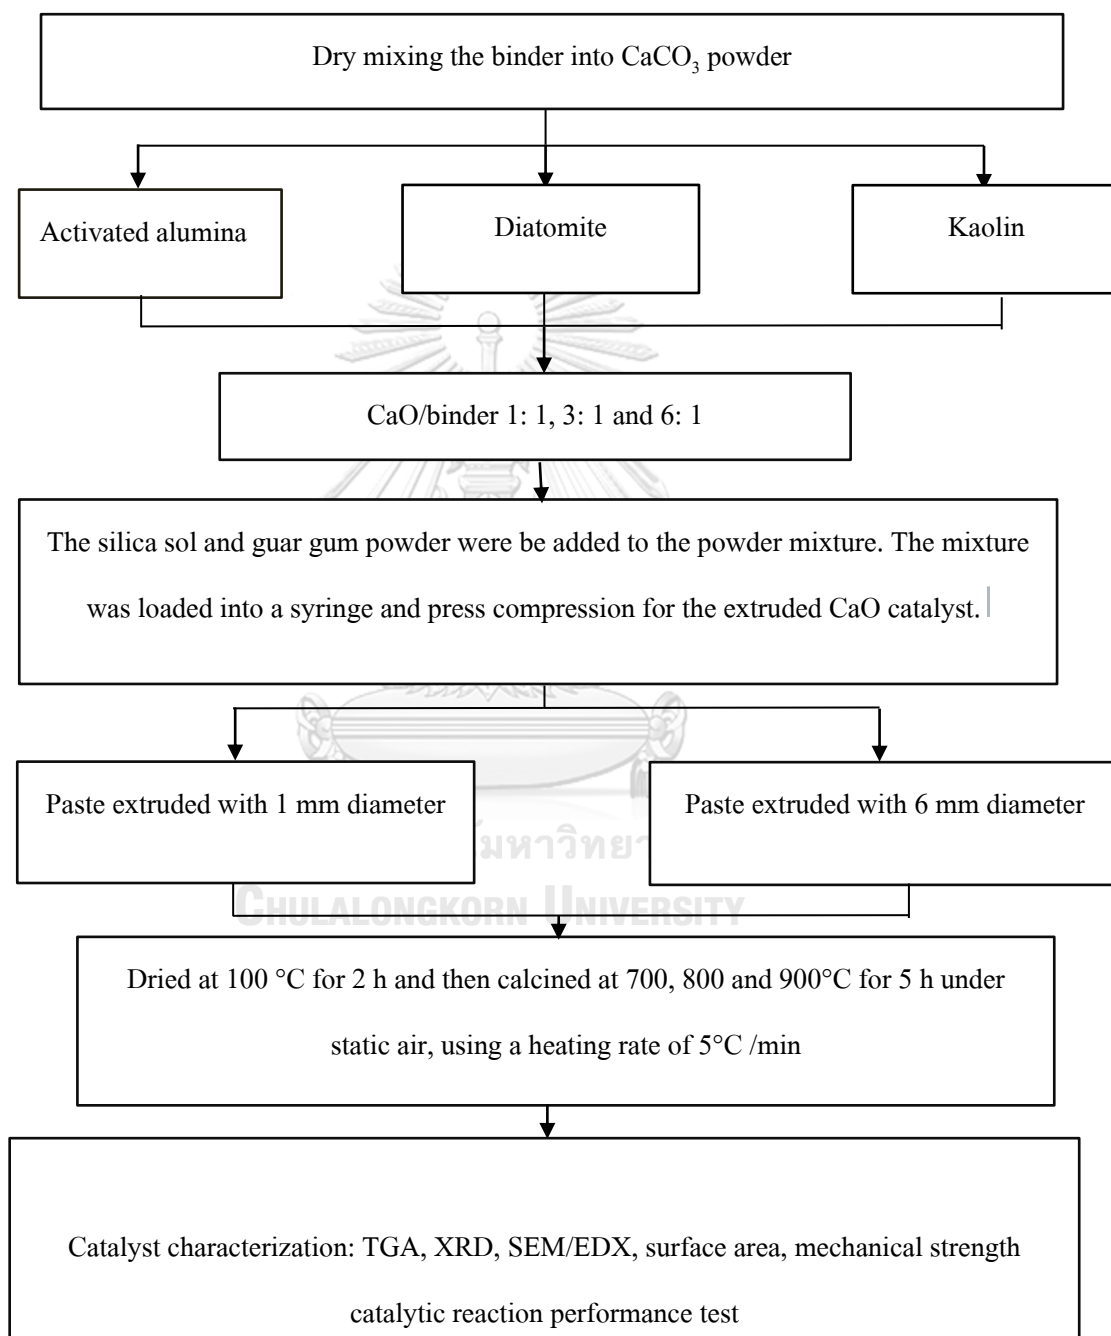 Dry mixing the binder into CaCO₃ powder
Activated alumina
Diatomite
Kaolin
CaO/binder 1: 1, 3: 1 and 6: 1
The silica sol and guar gum powder were be added to the powder mixture. The mixture
was loaded into a syringe and press compression for the extruded CaO catalyst.
Paste extruded with 1 mm diameter
Paste extruded with 6 mm diameter
CHULALONGKORN UNIVERSITY
Dried at 100 °C for 2 h and then calcined at 700, 800 and 900°C for 5 h under
static air, using a heating rate of 5°C /min
Catalyst characterization: TGA, XRD, SEM/EDX, surface area, mechanical strength
catalytic reaction performance test